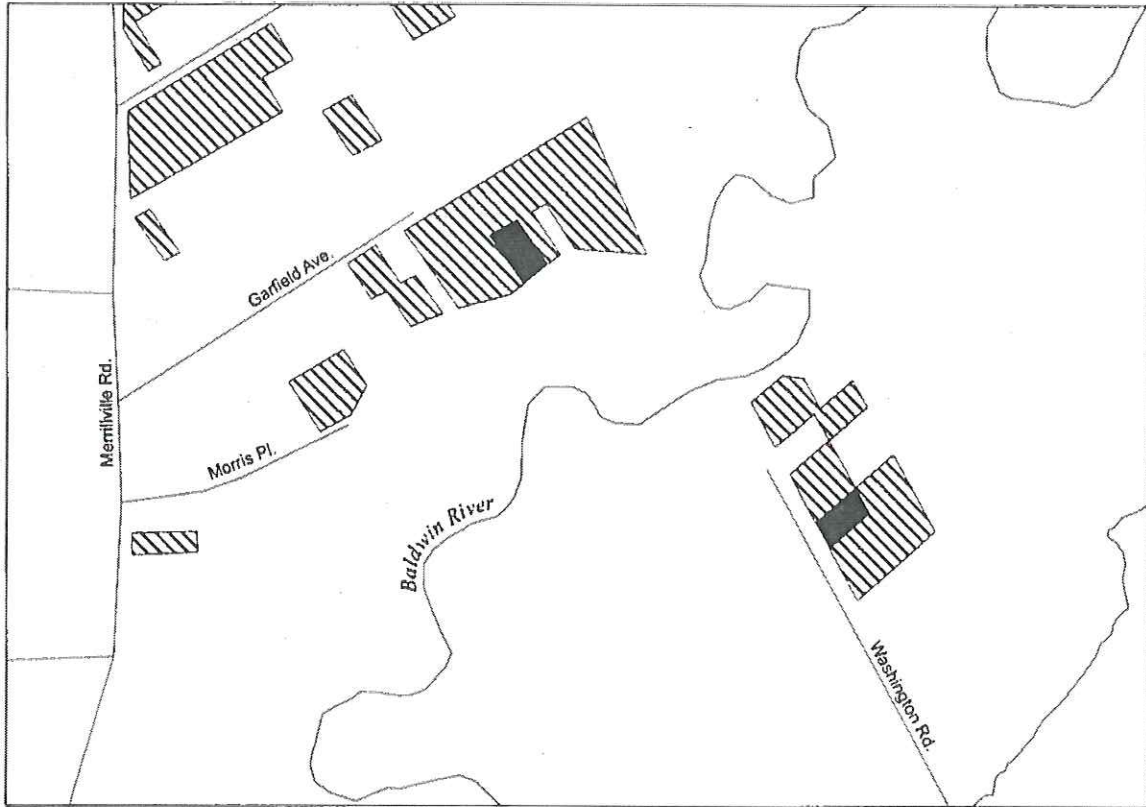 Garfield Ave.
Merrillville Rd.
Morris Pl.
Baldwin River
Washington Rd.